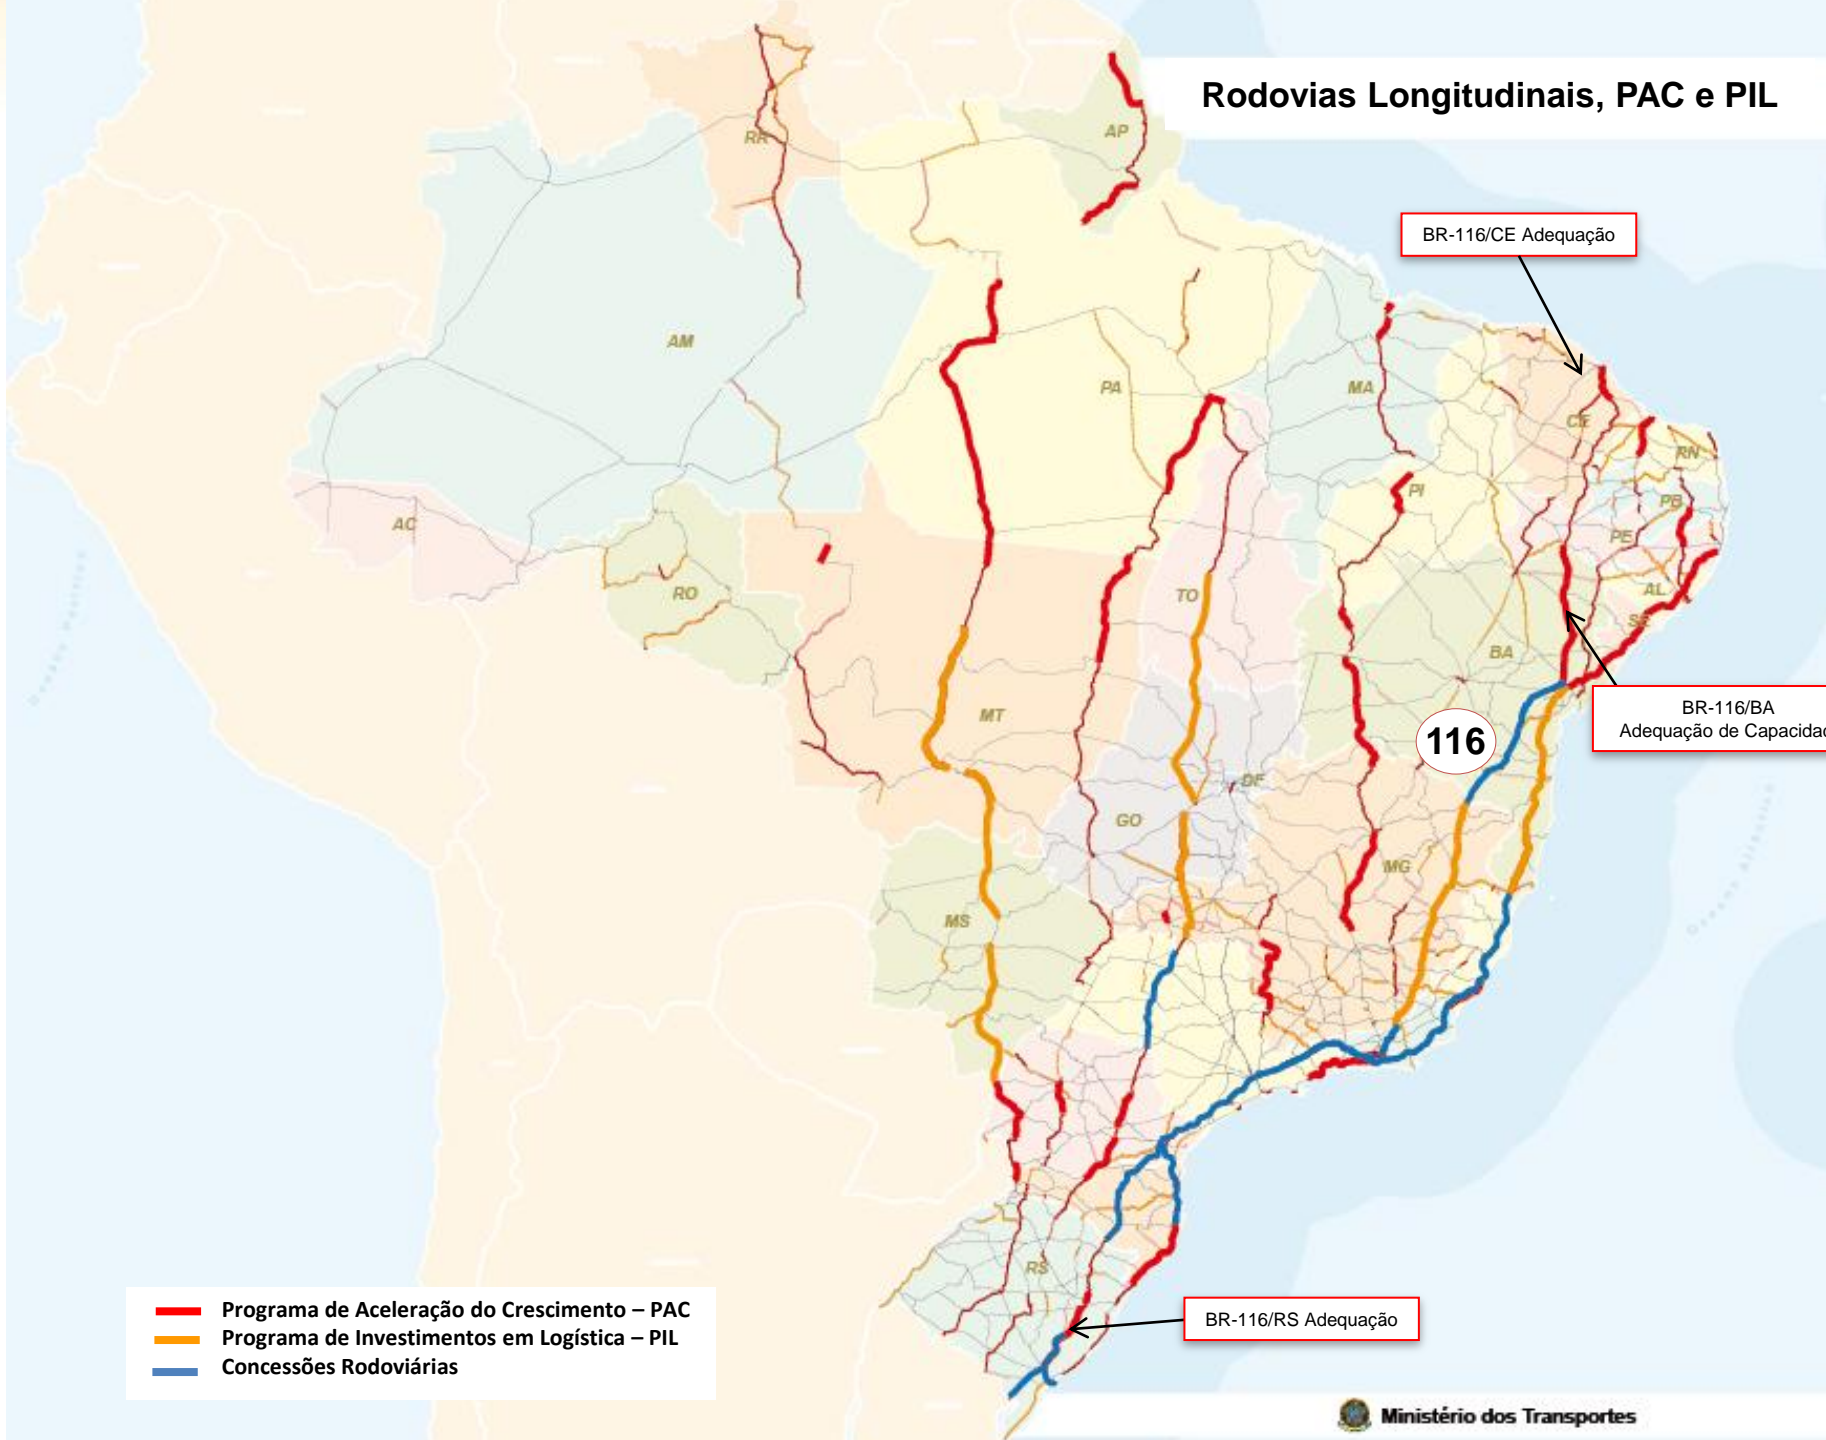 Rodovias Longitudinais, PAC e PIL
RR
AP
BR-116/CE Adequação
AM
PA
MA
CE
RN
PI
PB
AC
PE
RO
TO
AL
SE
BA
BR-116/BA
Adequação de Capacidad
MT
116
DF
GO
MG
MS
RS
Programa de Aceleração do Crescimento – PAC
Programa de Investimentos em Logística – PIL
Concessões Rodoviárias
BR-116/RS Adequação
Ministério dos Transportes